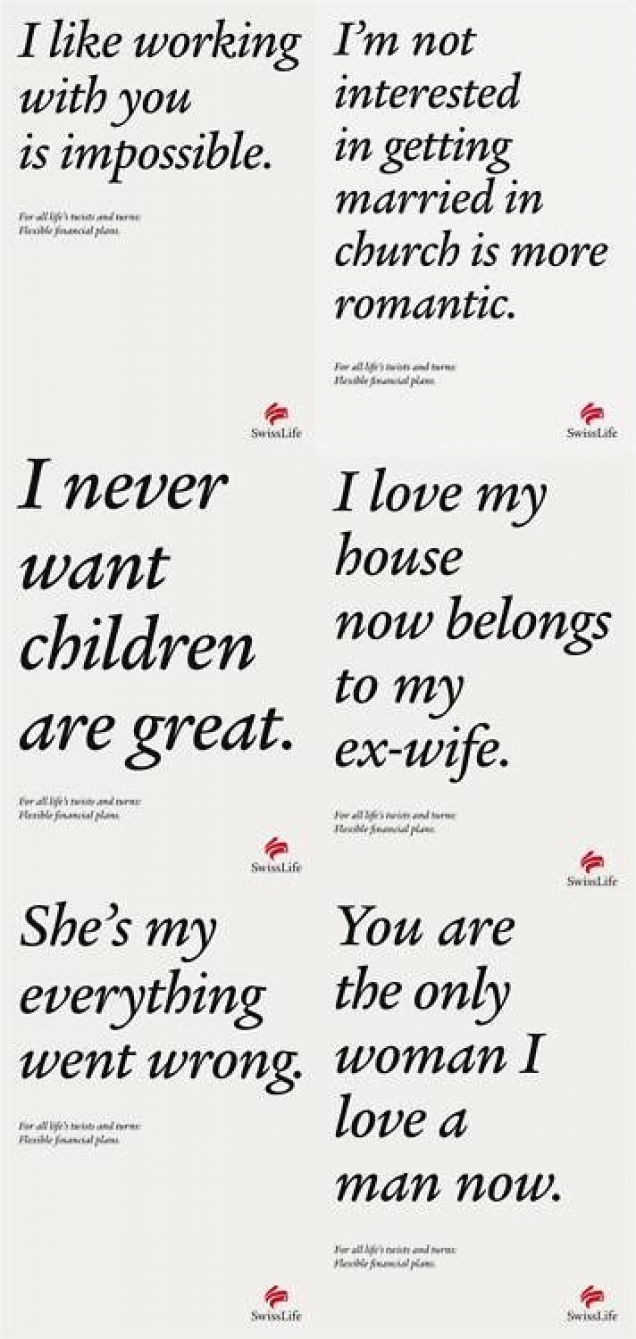 I like working
with you
is impossible.
For all life's twists and turns:
Flexible financial plans.
SwissLife
I'm not
interested
in getting
married in
church is more
romantic.
For all life's twists and turns:
Flexible financial plans.
SwissLife
I never
want
children
are great.
For all life's twists and turns:
Flexible financial plans.
SwissLife
I love my
house
now belongs
to my
ex-wife.
For all life's twists and turns:
Flexible financial plans.
SwissLife
She's my
everything
went wrong.
For all life's twists and turns:
Flexible financial plans.
SwissLife
You are
the only
woman I
love a
man now.
For all life's twists and turns:
Flexible financial plans.
SwissLife